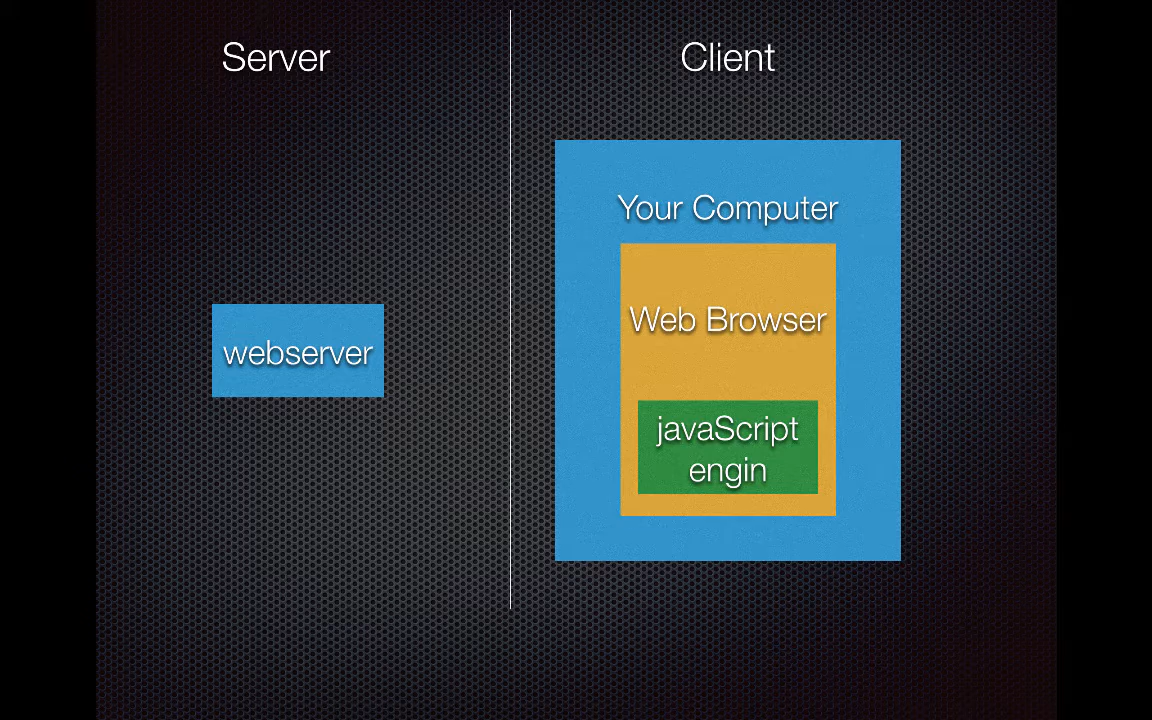 Server
Client
Your Computer
Web Browser
webserver
javaScript
engin